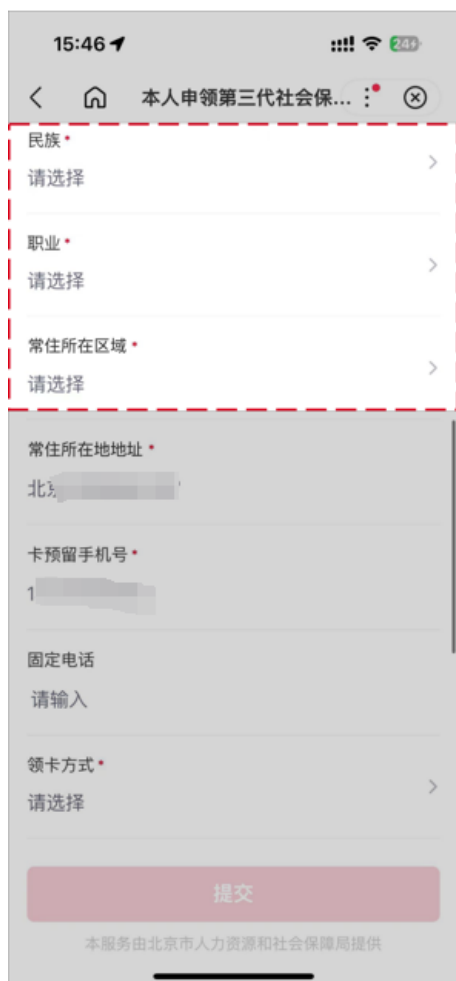 15:46
24
本人申领第三代社会保...
民族•
请选择
职业•
请选择
常住所在区域•
请选择
常住所在地地址•
北京
卡预留手机号•
1
固定电话
请输入
领卡方式•
请选择
提交
本服务由北京市人力资源和社会保障局提供